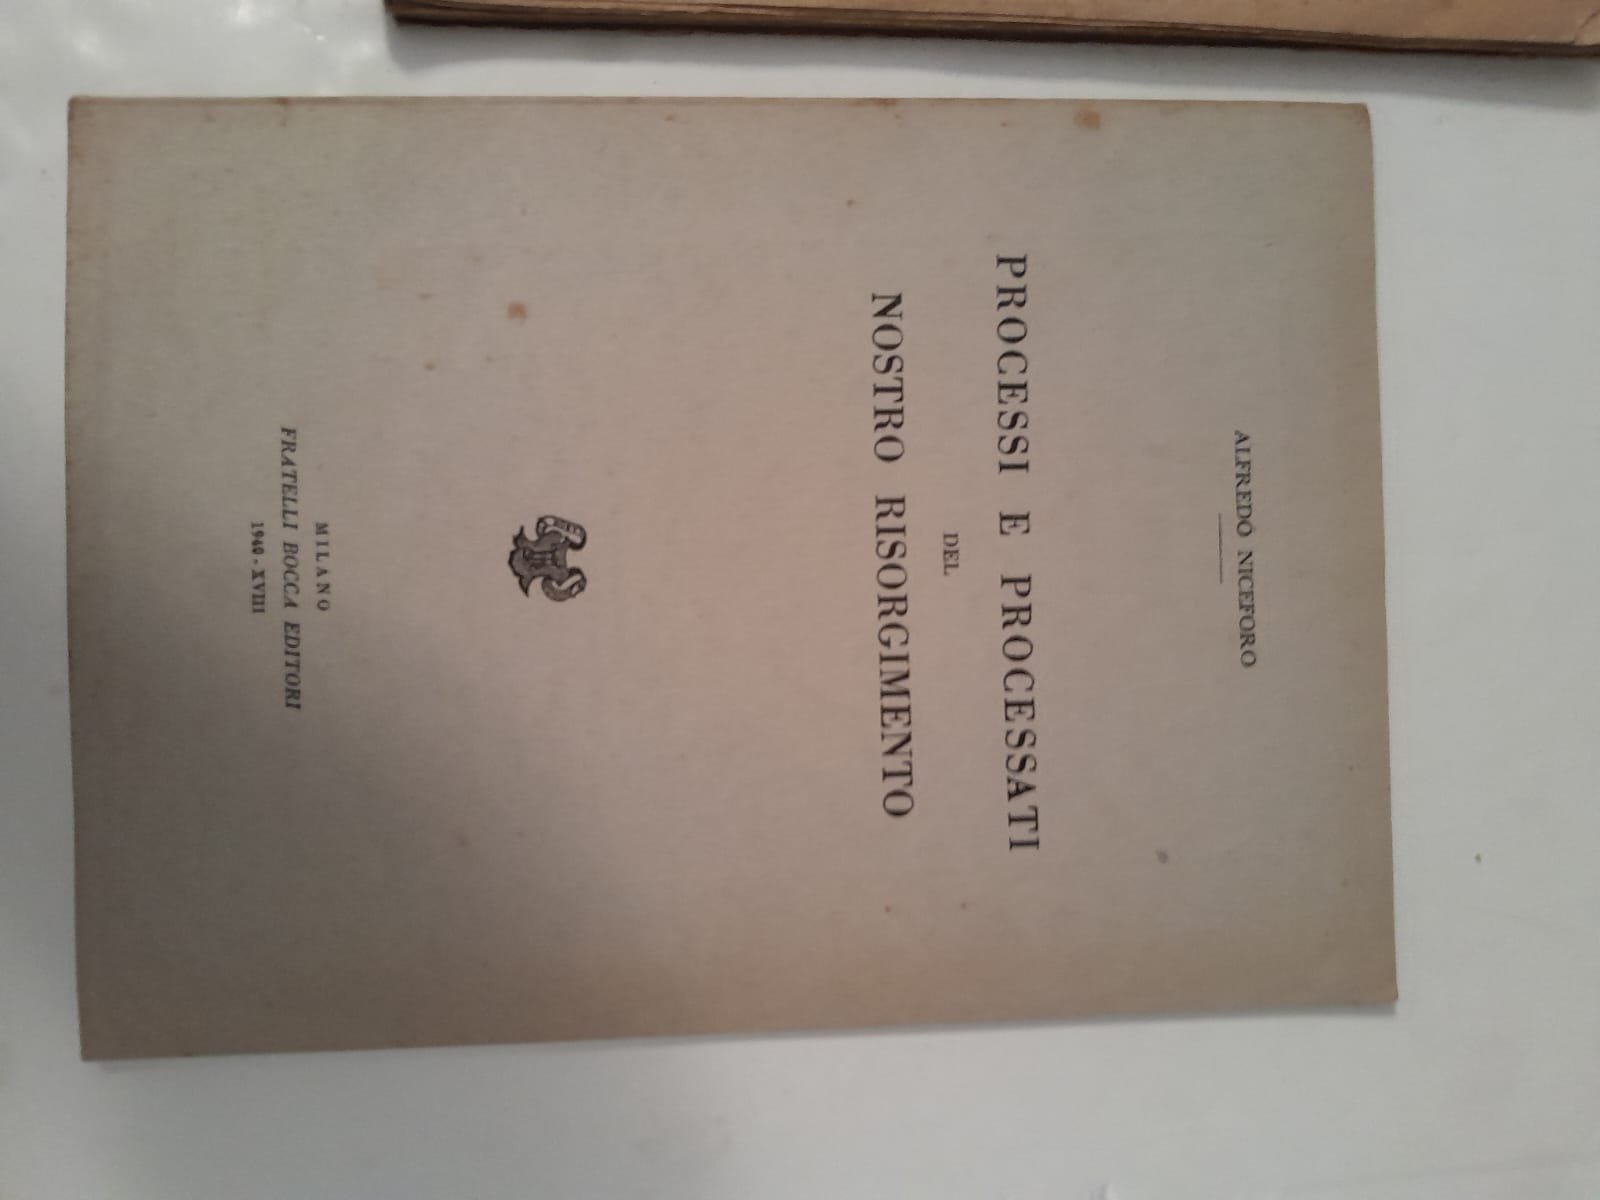 ALFREDO NICEFORO
PROCESSI E PROCESSATI
DEL
NOSTRO RISORGIMENTO
MILANO
FRATELLI BOCCA EDITORI
1940 - XVIII